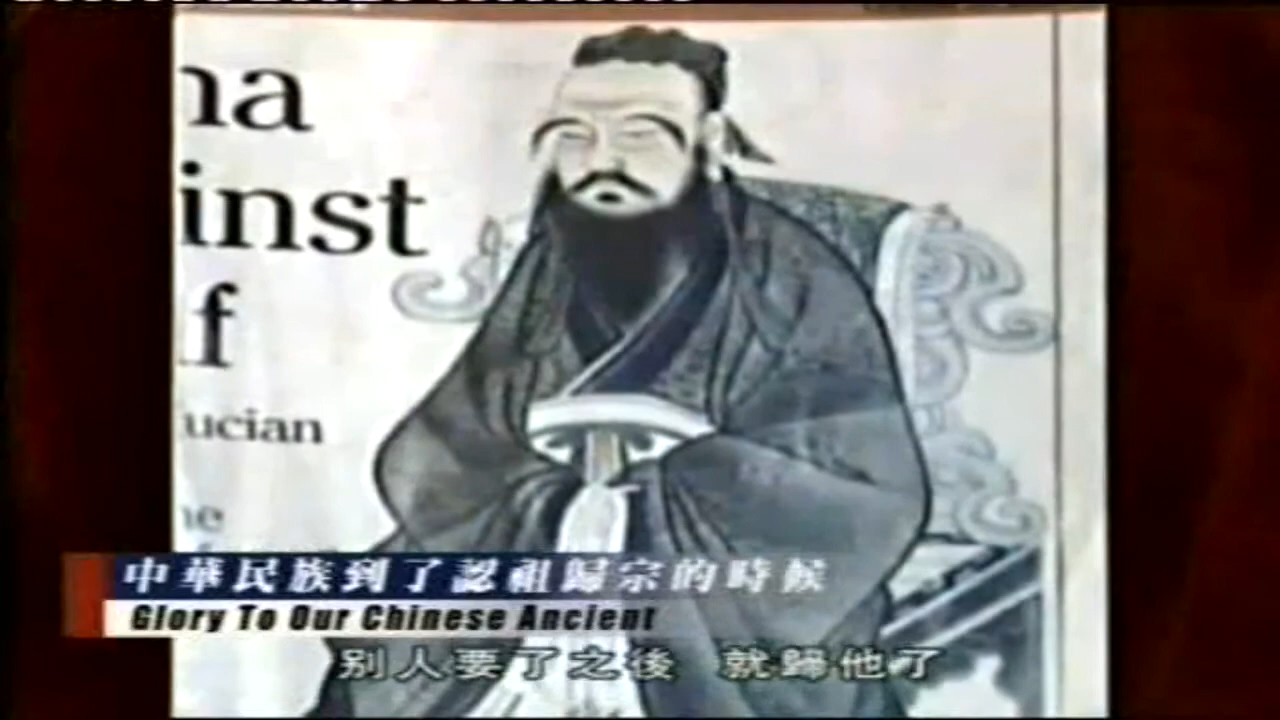 na
inst
f
ucian
ne
中華民族到了認祖歸宗的時候
Glory To Our Chinese Ancient
別人要了之後 就歸他了